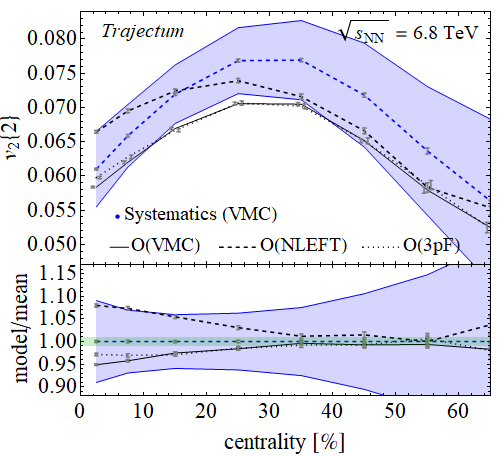 Trajectum √sNN = 6.8 TeV
0.080
0.075
0.070
0.065
0.060
0.055
0.050
v2{2}
Systematics (VMC)
O(VMC) O(NLEFT) O(3pF)
1.15
1.10
1.05
1.00
0.95
0.90
model/mean
0 10 20 30 40 50 60
centrality [%]